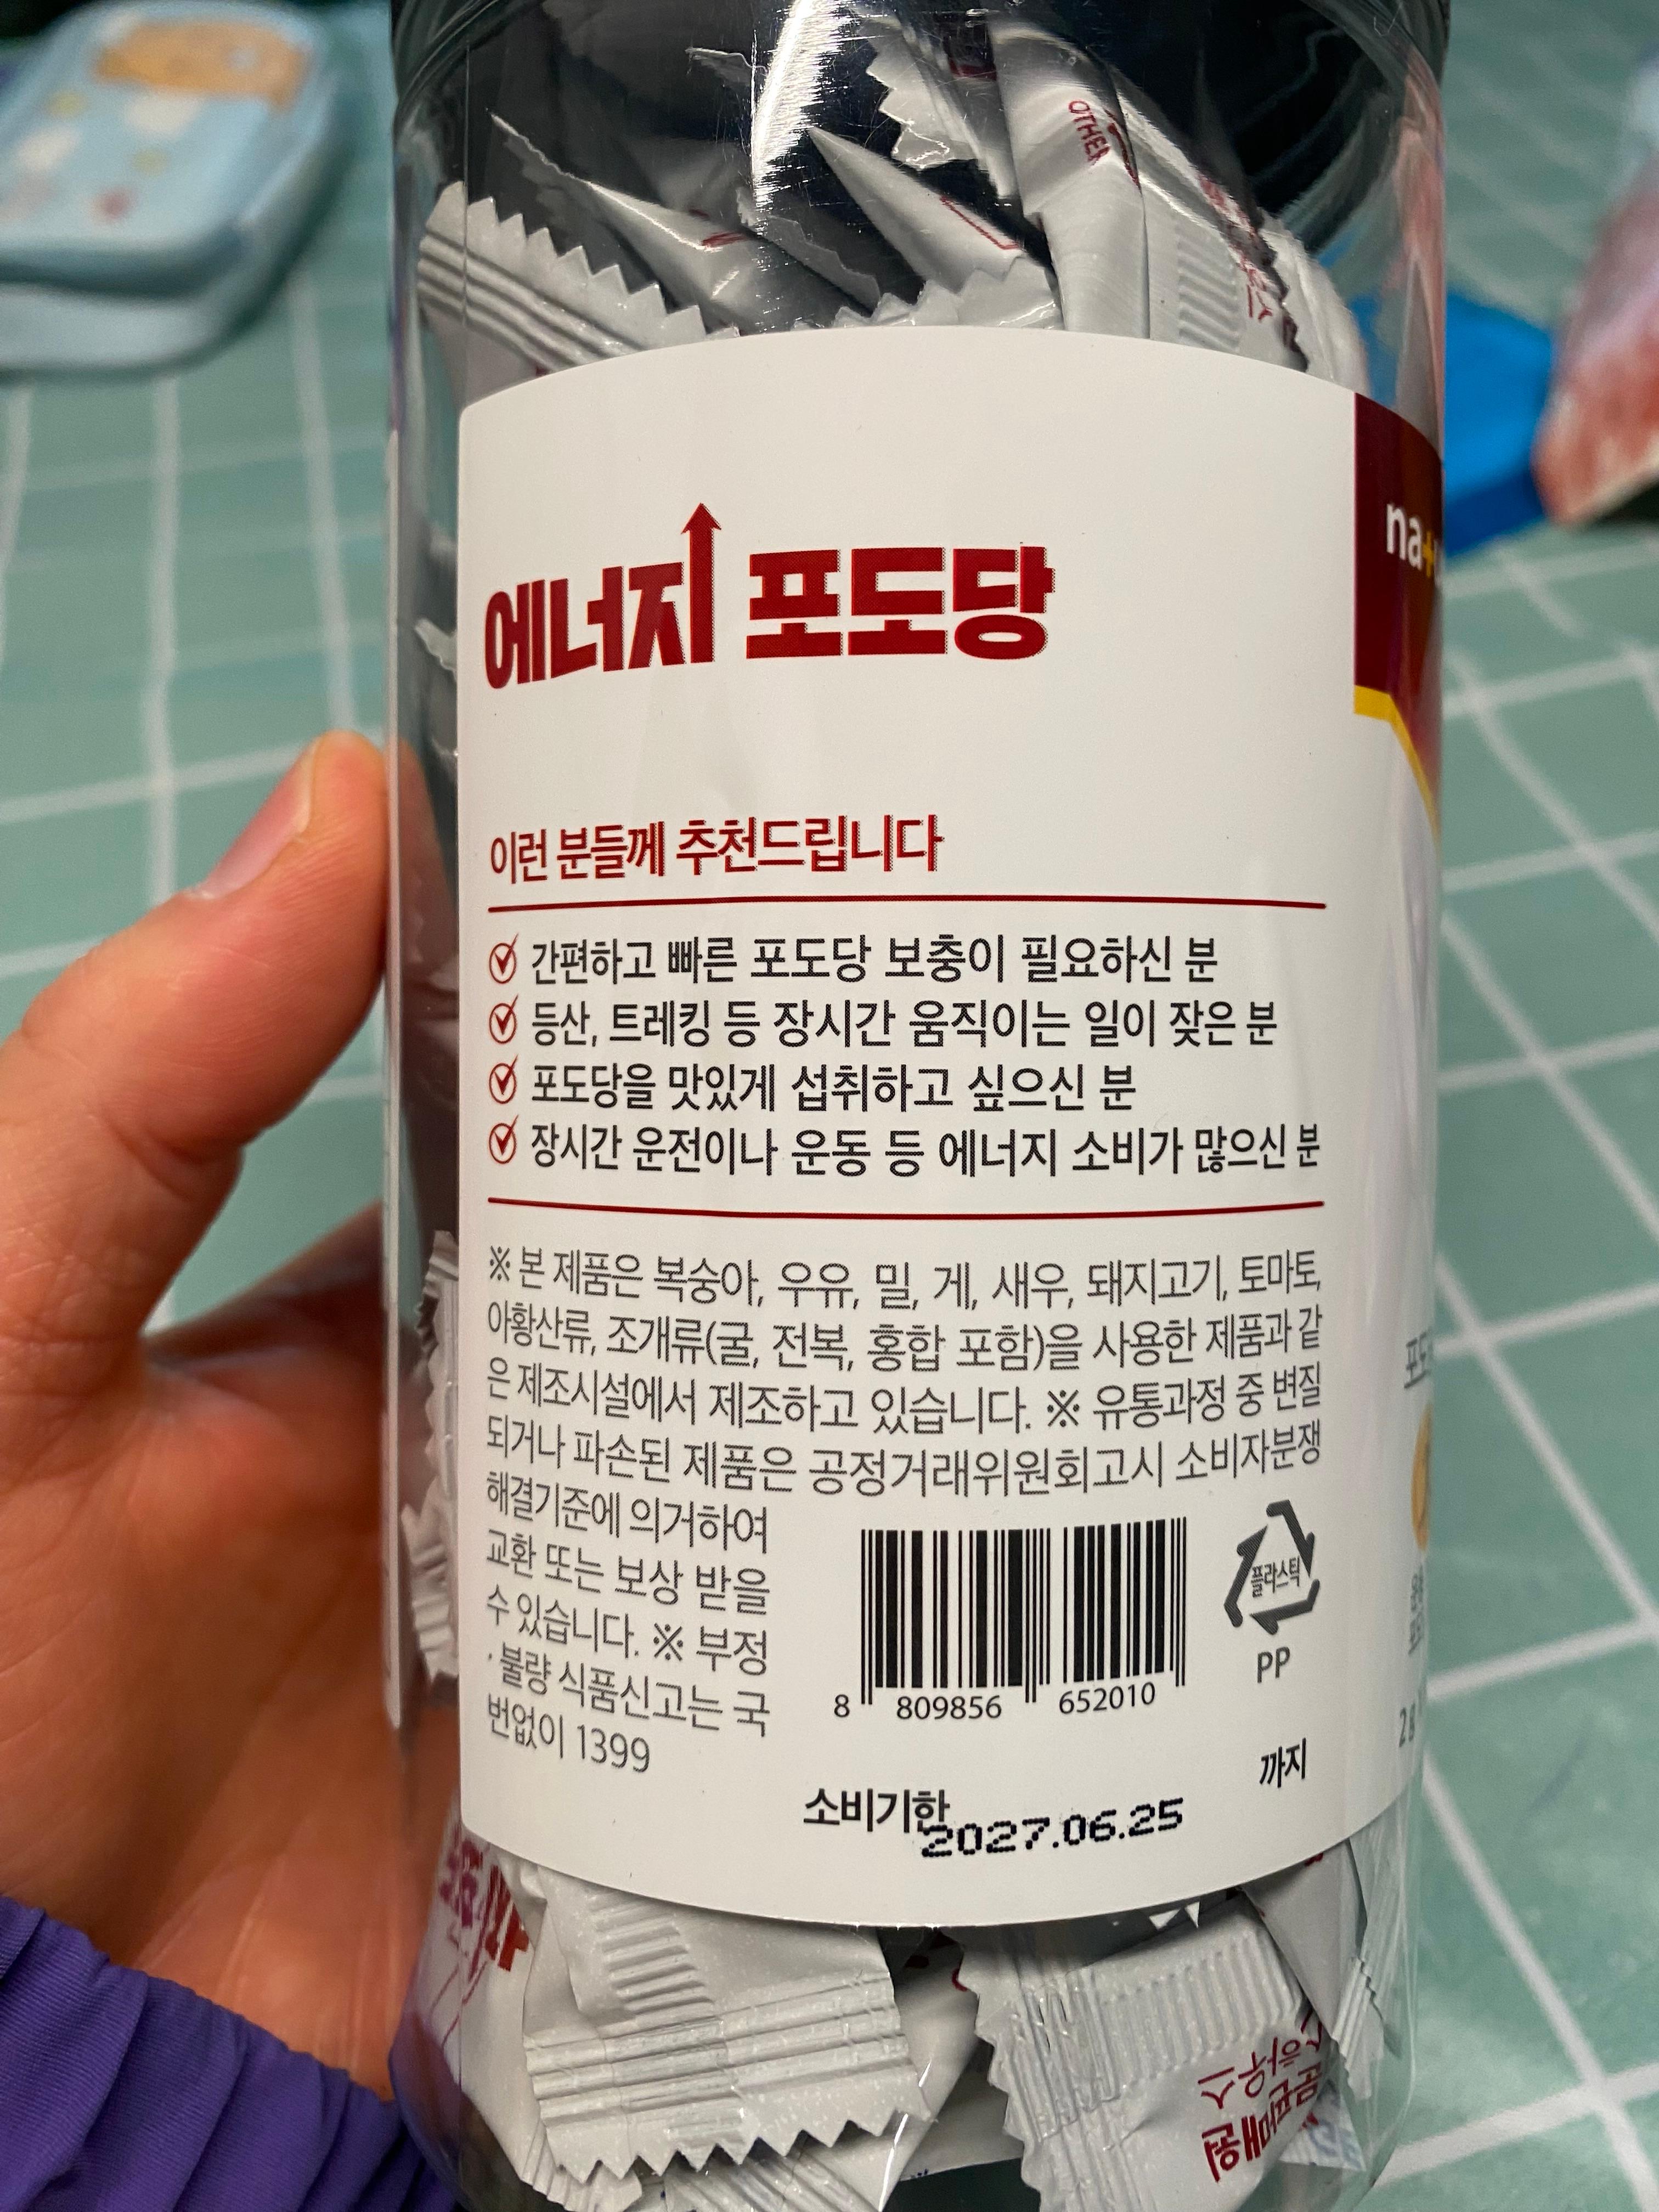 OTHER
na+u
에너지 포도당
이런 분들께 추천드립니다
간편하고 빠른 포도당 보충이 필요하신 분
등산, 트레킹 등 장시간 움직이는 일이 잦은 분
포도당을 맛있게 섭취하고 싶으신 분
장시간 운전이나 운동 등 에너지 소비가 많으신 분
※ 본 제품은 복숭아, 우유, 밀, 게, 새우, 돼지고기, 토마토,
아황산류, 조개류(굴, 전복, 홍합 포함)을 사용한 제품과 같
은 제조시설에서 제조하고 있습니다. ※ 유통과정 중 변질
되거나 파손된 제품은 공정거래위원회고시 소비자분쟁
해결기준에 의거하여
교환 또는 보상 받을
수 있습니다. ※ 부정
· 불량 식품신고는 국
번없이 1399
8 809856 652010
플라스틱
PP
까지
소비기한
2027.06.25